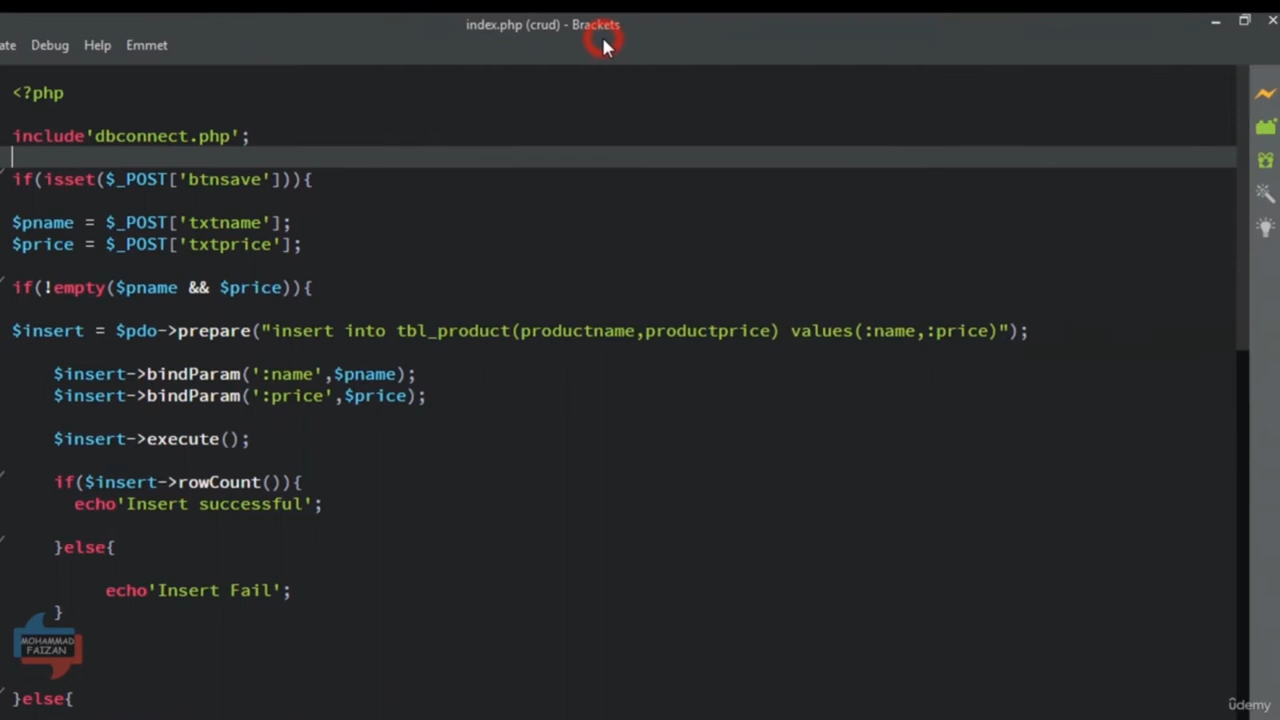 index.php (crud) - Brackets
ate Debug Help Emmet
<?php
include'dbconnect.php';
if(isset($_POST['btnsave'])){
$pname = $_POST['txtname'];
$price = $_POST['txtprice'];
if(!empty($pname && $price)){
$insert = $pdo->prepare("insert into tbl_product(productname,productprice) values(:name,:price)");
$insert->bindParam(':name',$pname);
$insert->bindParam(':price',$price);
$insert->execute();
if($insert->rowCount()){
echo'Insert successful';
}else{
echo'Insert Fail';
}
MOHAMMAD
FAIZAN
}else{
ûdemy